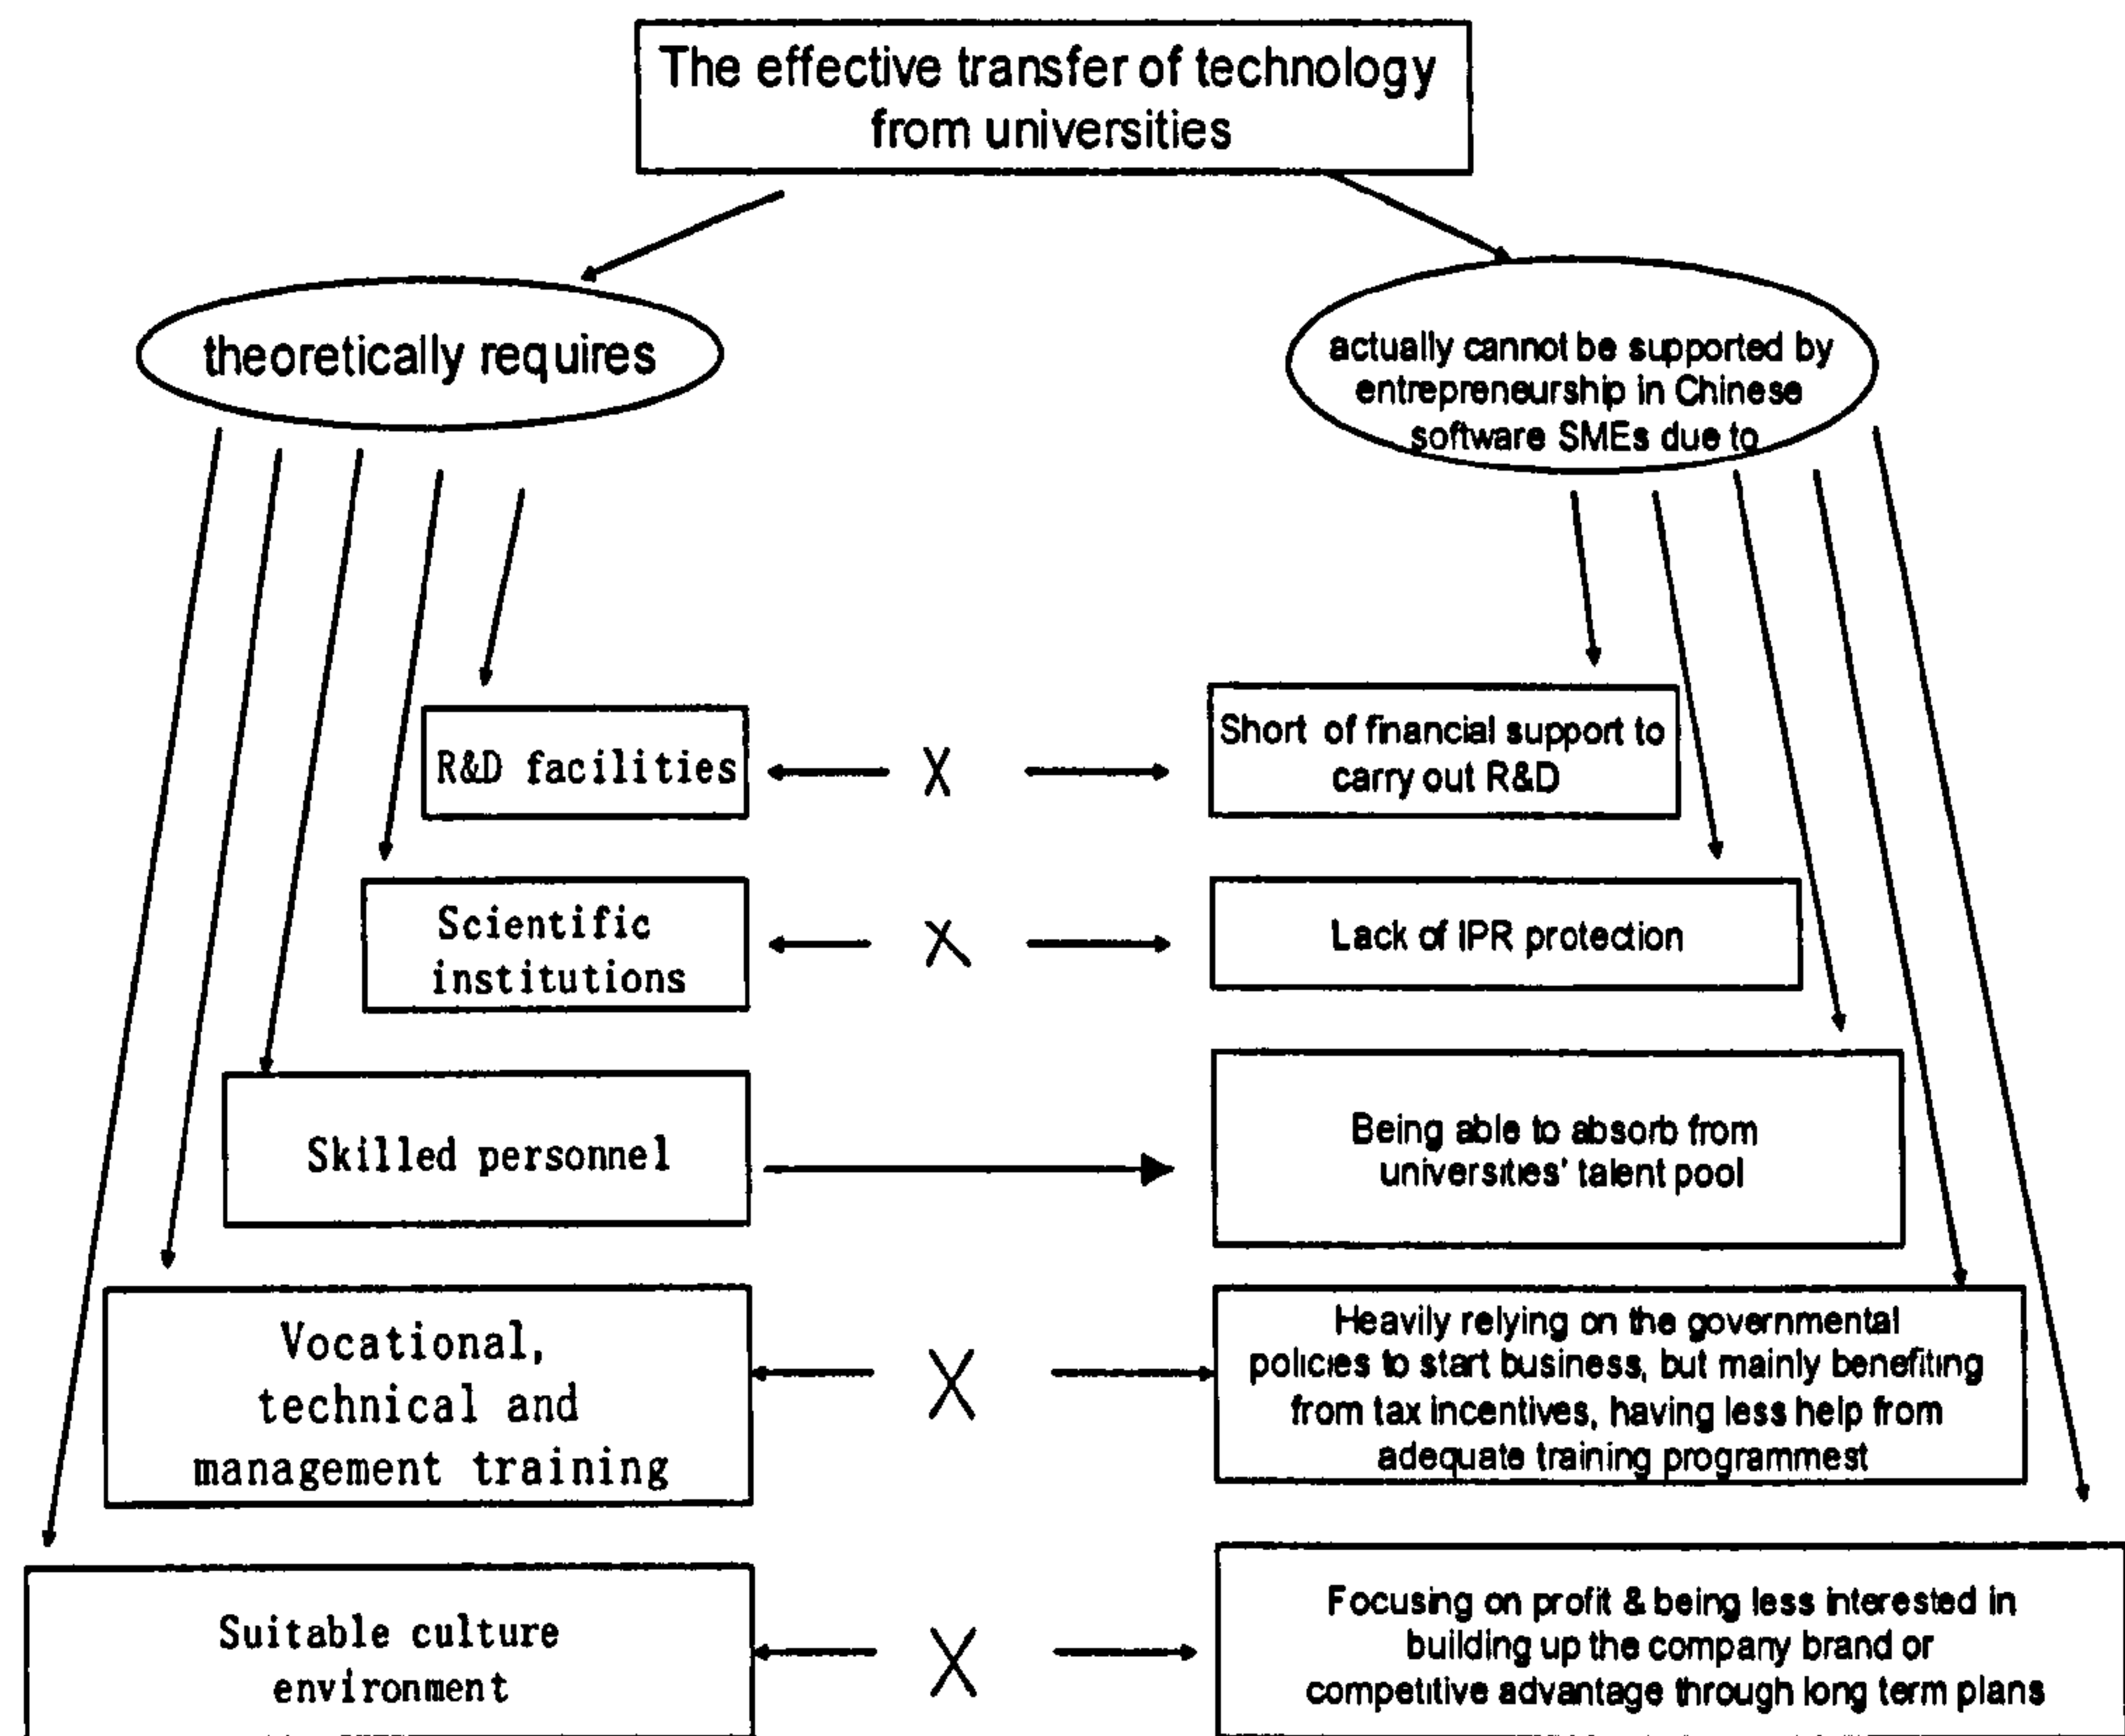 The effective transfer of technology
from universities
theoretically requires
actually cannot be supported by
entrepreneurship in Chinese
software SMEs due to
R&D facilities
X
Short of financial support to
carry out R&D
Scientific
institutions
X
Lack of IPR protection
Skilled personnel
Being able to absorb from
universities' talent pool
Vocational,
technical and
management training
X
Heavily relying on the governmental
policies to start business, but mainly benefiting
from tax incentives, having less help from
adequate training programmest
Suitable culture
environment
X
Focusing on profit & being less interested in
building up the company brand or
competitive advantage through long term plans